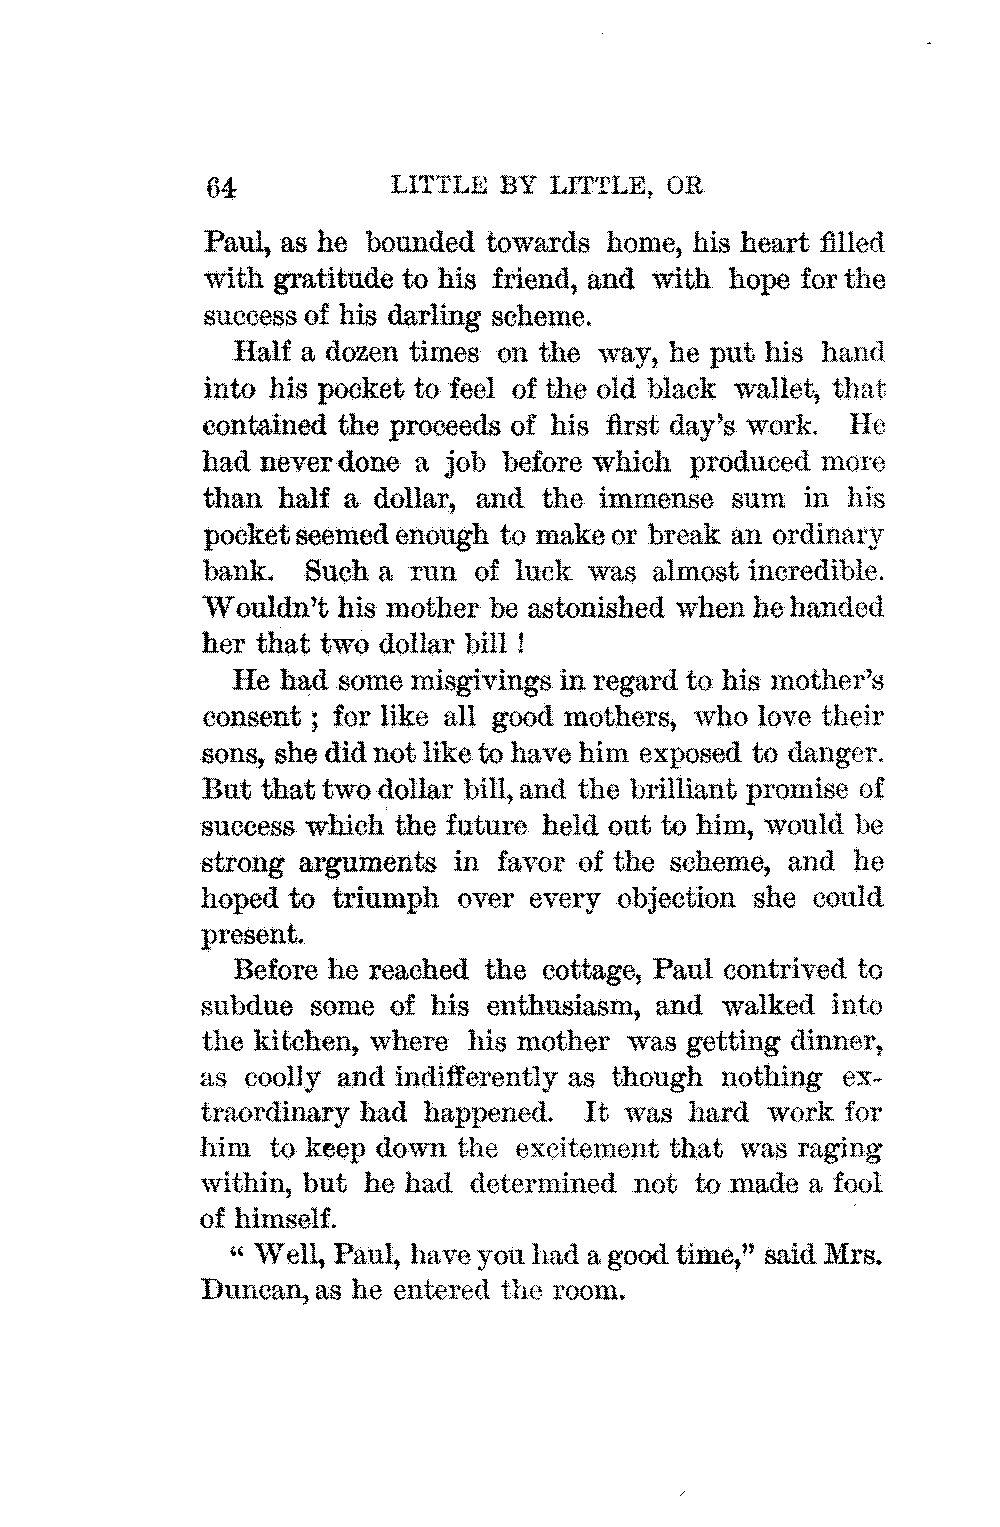 64 LITTLE BY LITTLE, OR
Paul, as he bounded towards home, his heart filled
with gratitude to his friend, and with hope for the
success of his darling scheme.
Half a dozen times on the way, he put his hand
into his pocket to feel of the old black wallet, that
contained the proceeds of his first day's work. He
had never done a job before which produced more
than half a dollar, and the immense sum in his
pocket seemed enough to make or break an ordinary
bank. Such a run of luck was almost incredible.
Wouldn't his mother be astonished when he handed
her that two dollar bill !
He had some misgivings in regard to his mother's
consent ; for like all good mothers, who love their
sons, she did not like to have him exposed to danger.
But that two dollar bill, and the brilliant promise of
success which the future held out to him, would be
strong arguments in favor of the scheme, and he
hoped to triumph over every objection she could
present.
Before he reached the cottage, Paul contrived to
subdue some of his enthusiasm, and walked into
the kitchen, where his mother was getting dinner,
as coolly and indifferently as though nothing ex-
traordinary had happened. It was hard work for
him to keep down the excitement that was raging
within, but he had determined not to made a fool
of himself.
“ Well, Paul, have you had a good time,” said Mrs.
Duncan, as he entered the room.